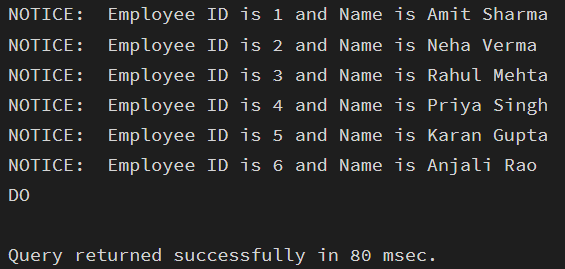 NOTICE:  Employee ID is 1 and Name is Amit Sharma
NOTICE:  Employee ID is 2 and Name is Neha Verma
NOTICE:  Employee ID is 3 and Name is Rahul Mehta
NOTICE:  Employee ID is 4 and Name is Priya Singh
NOTICE:  Employee ID is 5 and Name is Karan Gupta
NOTICE:  Employee ID is 6 and Name is Anjali Rao
DO
Query returned successfully in 80 msec.